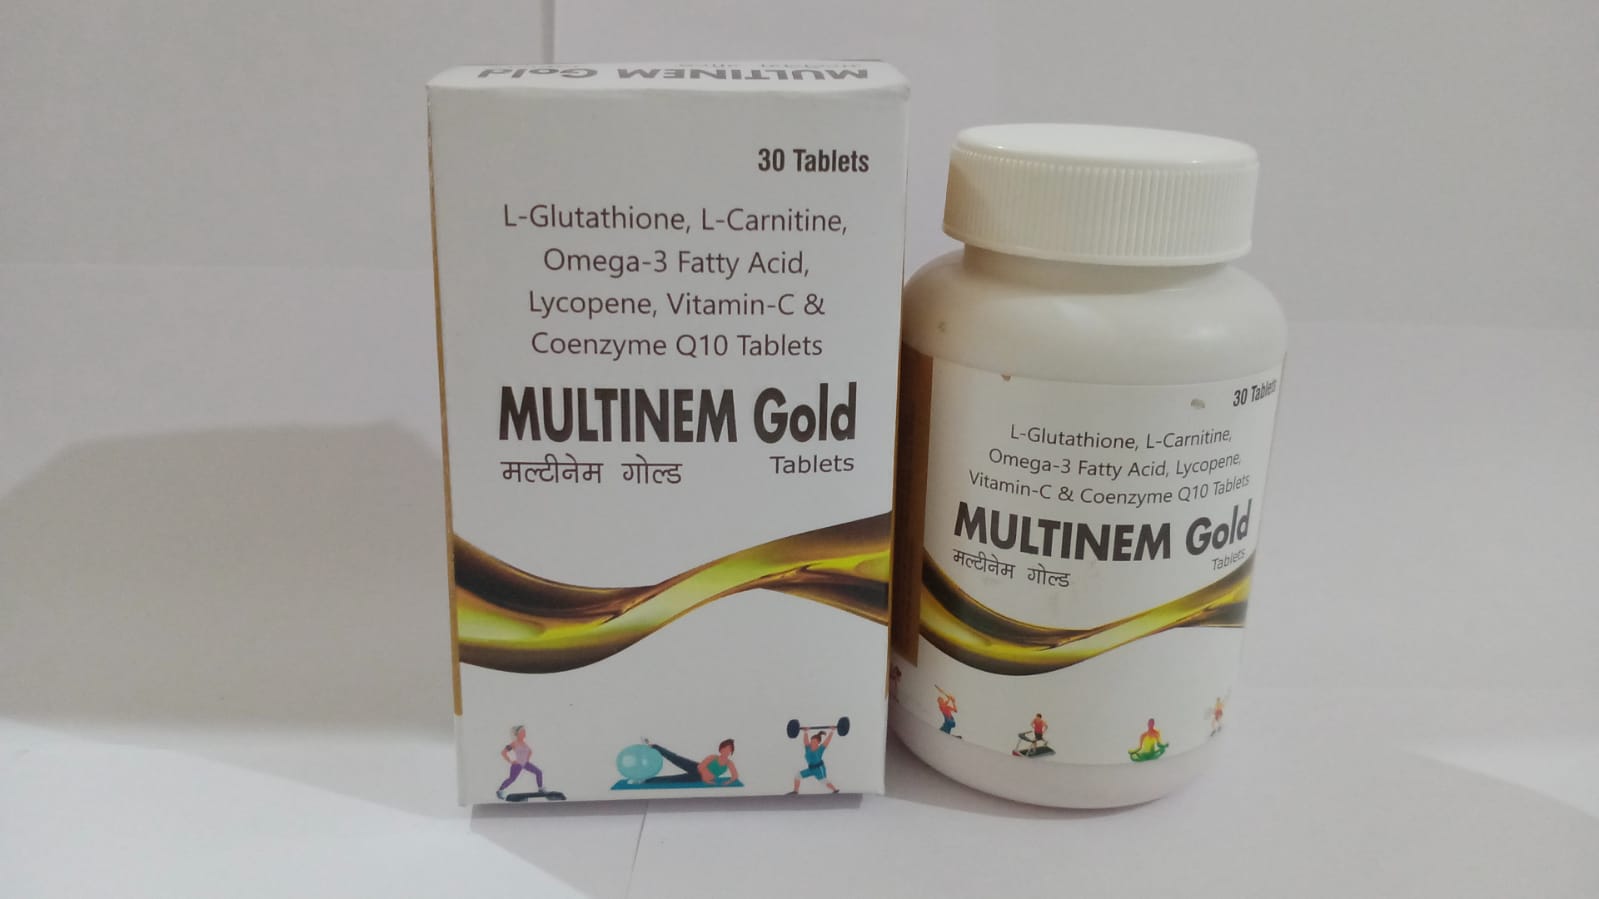 MULTINEM Gold
30 Tablets
L-Glutathione, L-Carnitine,
Omega-3 Fatty Acid,
Lycopene, Vitamin-C &
Coenzyme Q10 Tablets
MULTINEM Gold
मल्टीनेम गोल्ड Tablets
30 Tablets
L-Glutathione, L-Carnitine,
Omega-3 Fatty Acid, Lycopene,
Vitamin-C & Coenzyme Q10 Tablets
MULTINEM Gold
मल्टीनेम गोल्ड Tablets